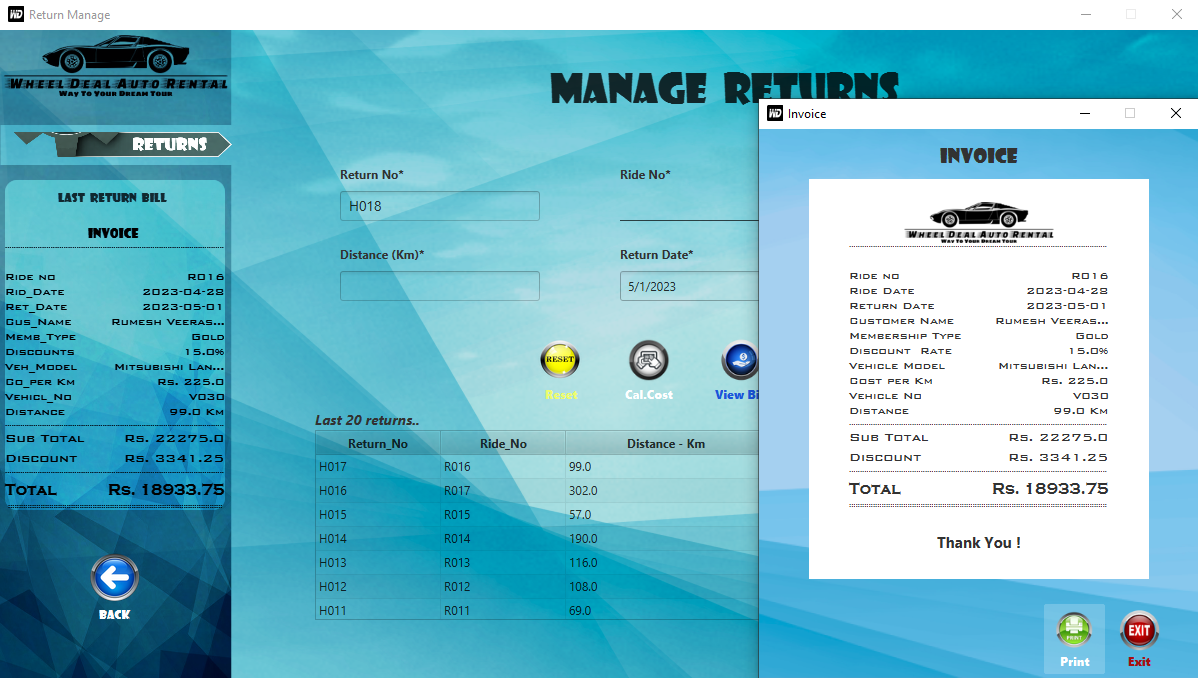 WD Return Manage
WHEEL DEAL AUTO RENTAL
WAY TO YOUR DREAM TOUR
RETURNS
LAST RETURN BILL
INVOICE
RIDE NO R016
RID_DATE 2023-04-28
RET_DATE 2023-05-01
CUS_NAME RUMESH VEERAS...
MEMB_TYPE GOLD
DISCOUNTS 15.0%
VEH_MODEL MITSUBISHI LAN...
CO_PER KM RS. 225.0
VEHICL_NO V030
DISTANCE 99.0 KM
SUB TOTAL RS. 22275.0
DISCOUNT RS. 3341.25
TOTAL RS. 18933.75
BACK
MANAGE RETURNS
Return No* Ride No*
H018
Distance (Km)* Return Date*
5/1/2023
RESET
Reset Cal.Cost View Bi
Last 20 returns..
Return_No Ride_No Distance - Km
H017 R016 99.0
H016 R017 302.0
H015 R015 57.0
H014 R014 190.0
H013 R013 116.0
H012 R012 108.0
H011 R011 69.0
WD Invoice
INVOICE
WHEEL DEAL AUTO RENTAL
WAY TO YOUR DREAM TOUR
RIDE NO R016
RIDE DATE 2023-04-28
RETURN DATE 2023-05-01
CUSTOMER NAME RUMESH VEERAS...
MEMBERSHIP TYPE GOLD
DISCOUNT RATE 15.0%
VEHICLE MODEL MITSUBISHI LAN...
COST PER KM RS. 225.0
VEHICLE NO V030
DISTANCE 99.0 KM
SUB TOTAL RS. 22275.0
DISCOUNT RS. 3341.25
TOTAL RS. 18933.75
Thank You !
PRINT EXIT
Print Exit